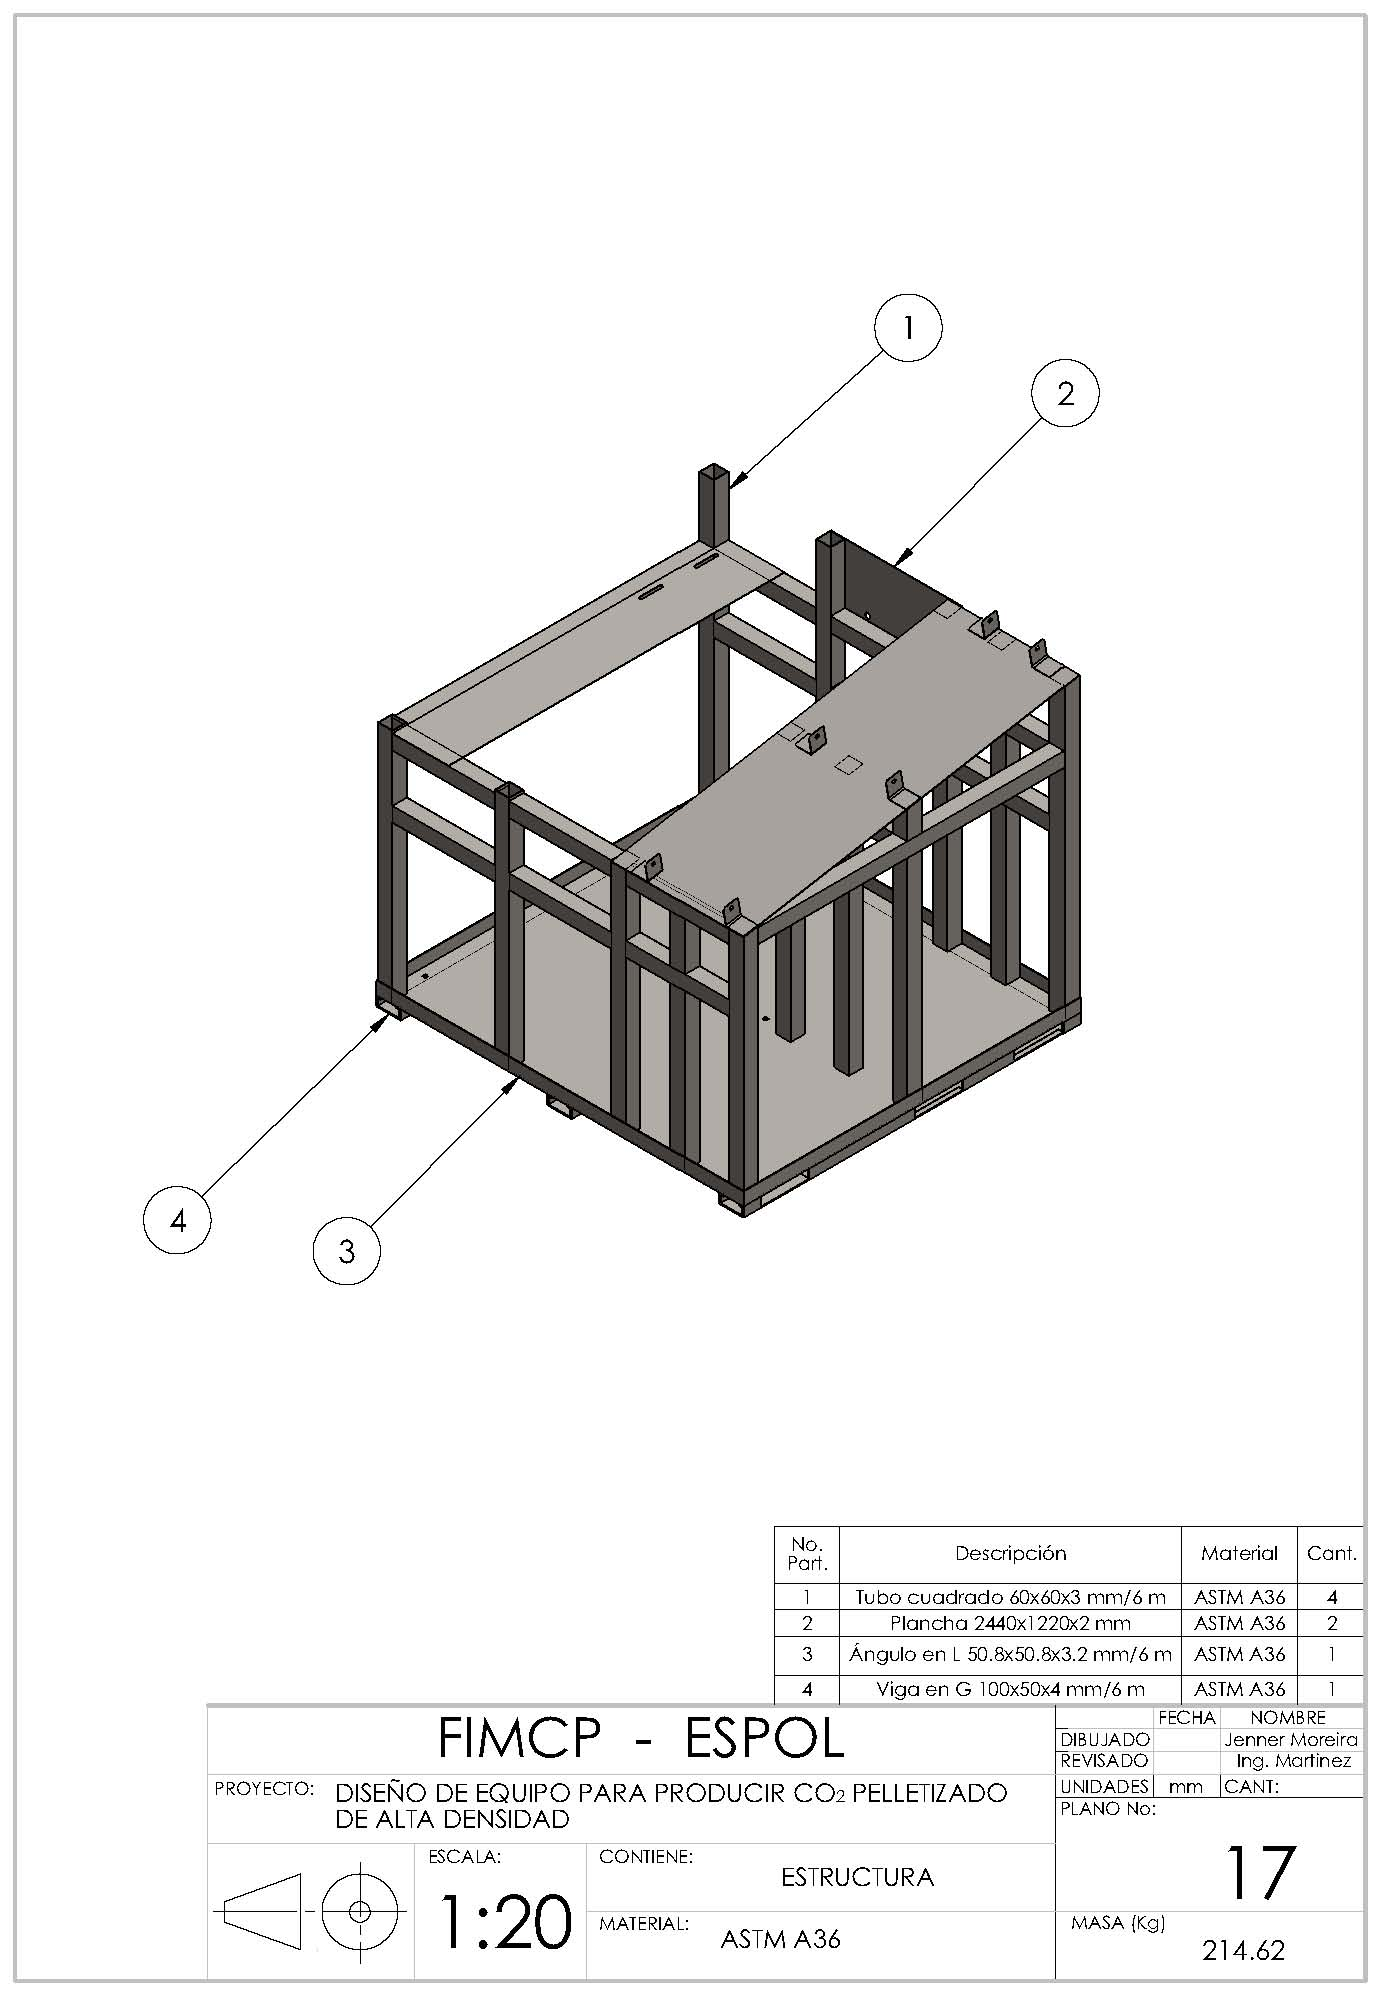 1
2
4
3
No. Part.
Descripción
Material
Cant.
1 Tubo cuadrado 60x60x3 mm/6 m ASTM A36 4
2 Plancha 2440x1220x2 mm ASTM A36 2
3 Ángulo en L 50.8x50.8x3.2 mm/6 m ASTM A36 1
4 Viga en G 100x50x4 mm/6 m ASTM A36 1
FIMCP - ESPOL
FECHA NOMBRE
DIBUJADO Jenner Moreira
REVISADO Ing. Martinez
UNIDADES mm CANT:
PROYECTO: DISEÑO DE EQUIPO PARA PRODUCIR CO2 PELLETIZADO
DE ALTA DENSIDAD
PLANO No:
17
ESCALA:
1:20
CONTIENE:
ESTRUCTURA
MATERIAL:
ASTM A36
MASA (Kg)
214.62